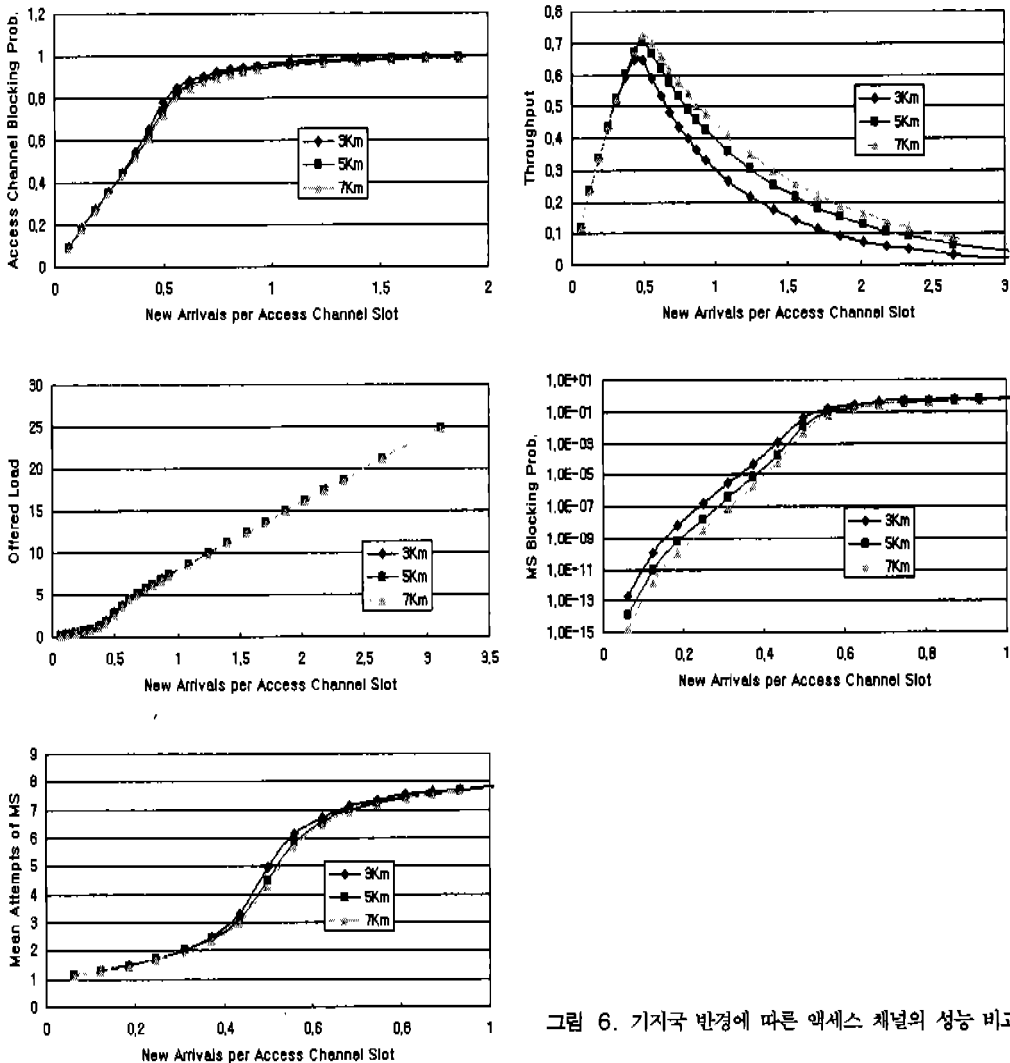 Access Channel Blocking Prob.
1,2
1
0,8
0,6
0,4
0,2
0
0
0,5
1
1,5
2
3Km
5Km
7Km
New Arrivals per Access Channel Slot
Throughput
0,8
0,7
0,6
0,5
0,4
0,3
0,2
0,1
0
0
0,5
1
1,5
2
2,5
3
3Km
5Km
7Km
New Arrivals per Access Channel Slot
Offered Load
30
25
20
15
10
5
0
0
0,5
1
1,5
2
2,5
3
3,5
3Km
5Km
7Km
New Arrivals per Access Channel Slot
MS Blocking Prob.
1,0E+01
1,0E-01
1,0E-03
1,0E-05
1,0E-07
1,0E-09
1,0E-11
1,0E-13
1,0E-15
0
0,2
0,4
0,6
0,8
1
3Km
5Km
7Km
New Arrivals per Access Channel Slot
Mean Attempts of MS
9
8
7
6
5
4
3
2
1
0
0
0,2
0,4
0,6
0,8
1
3Km
5Km
7Km
New Arrivals per Access Channel Slot
그림 6. 기지국 반경에 따른 액세스 채널의 성능 비교